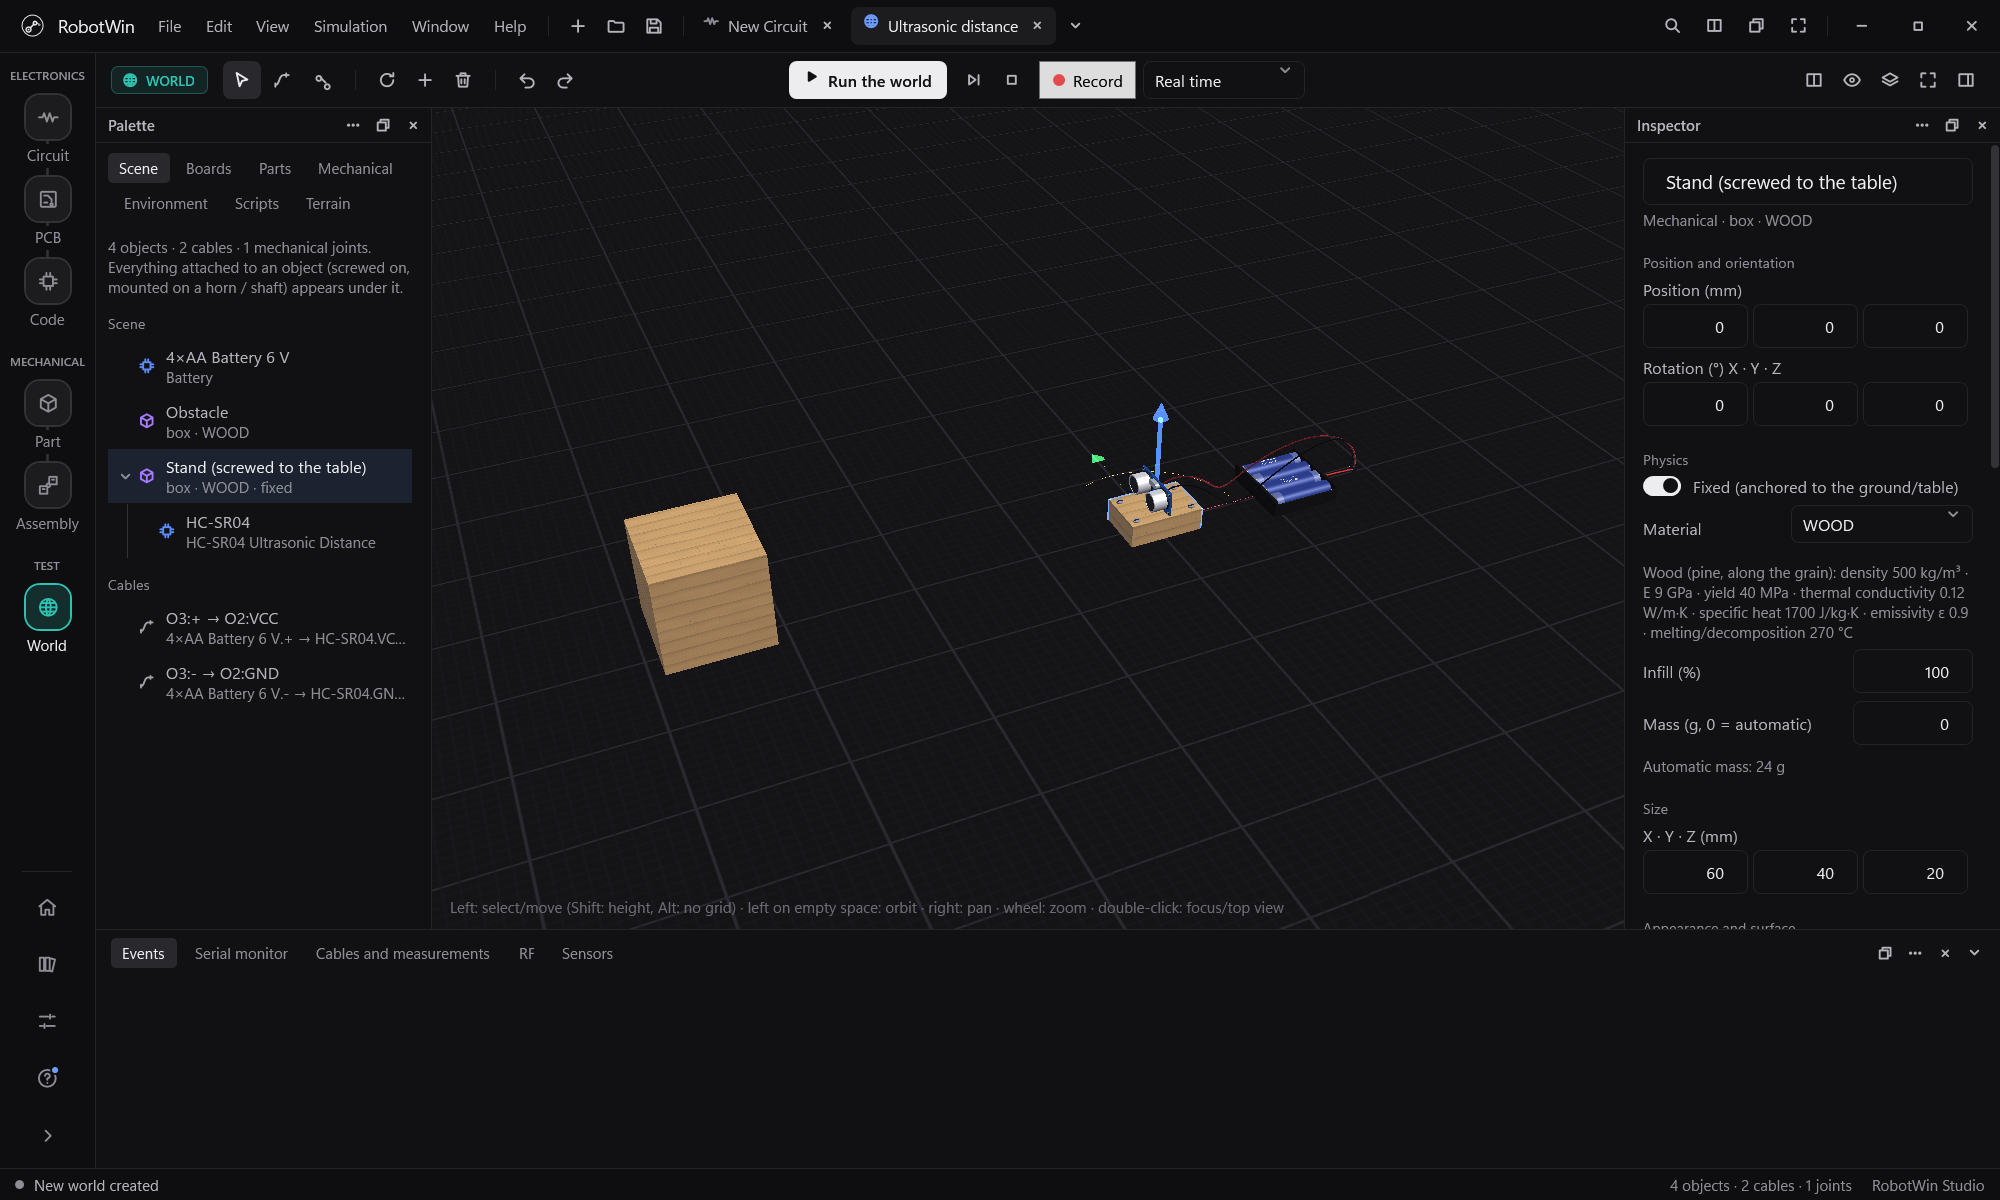 RobotWin File Edit View Simulation Window Help New Circuit Ultrasonic distance
ELECTRONICS
Circuit
PCB
Code
MECHANICAL
Part
Assembly
TEST
World
WORLD Run the world Record Real time
Palette
Scene Boards Parts Mechanical
Environment Scripts Terrain
4 objects · 2 cables · 1 mechanical joints.
Everything attached to an object (screwed on,
mounted on a horn / shaft) appears under it.
Scene
4×AA Battery 6 V
Battery
Obstacle
box · WOOD
Stand (screwed to the table)
box · WOOD · fixed
HC-SR04
HC-SR04 Ultrasonic Distance
Cables
O3:+ → O2:VCC
4×AA Battery 6 V.+ → HC-SR04.VC...
O3:- → O2:GND
4×AA Battery 6 V.- → HC-SR04.GN...
Left: select/move (Shift: height, Alt: no grid) · left on empty space: orbit · right: pan · wheel: zoom · double-click: focus/top view
Inspector
Stand (screwed to the table)
Mechanical · box · WOOD
Position and orientation
Position (mm)
0 0 0
Rotation (°) X · Y · Z
0 0 0
Physics
Fixed (anchored to the ground/table)
Material WOOD
Wood (pine, along the grain): density 500 kg/m³ ·
E 9 GPa · yield 40 MPa · thermal conductivity 0.12
W/m·K · specific heat 1700 J/kg·K · emissivity ε 0.9
· melting/decomposition 270 °C
Infill (%) 100
Mass (g, 0 = automatic) 0
Automatic mass: 24 g
Size
X · Y · Z (mm)
60 40 20
Appearance and surface
Events Serial monitor Cables and measurements RF Sensors
New world created
4 objects · 2 cables · 1 joints RobotWin Studio